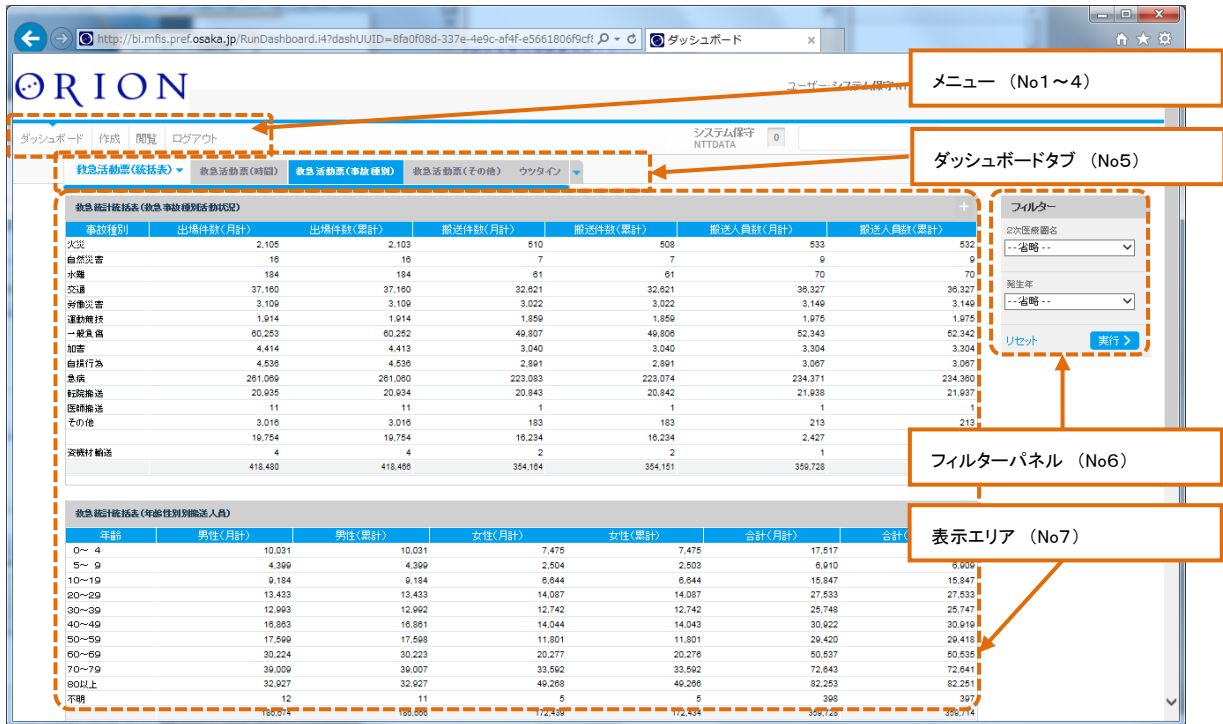 http://bi.mfis.pref.osaka.jp/RunDashboard.i4?dashUUID=8fa0f08d-337e-4e9c-af4f-e5661806f9cf8
ダッシュボード ×
ORION
ユーザー:システム保守NT
メニュー （No1～4）
ダッシュボード 作成 閲覧 ログアウト
システム保守 0
NTTDATA
ダッシュボードタブ （No5）
救急活動票(統括表) 救急活動票(時間) 救急活動票(事故種別) 救急活動票(その他) ウツタイン
救急統計統括表(救急事故種別活動状況) +
事故種別 出場件数(月計) 出場件数(累計) 搬送件数(月計) 搬送件数(累計) 搬送人員数(月計) 搬送人員数(累計)
火災 2,105 2,103 510 508 533 532
自然災害 16 16 7 7 9 9
水難 184 184 61 61 70 70
交通 37,160 37,160 32,621 32,621 36,327 36,327
労働災害 3,109 3,109 3,022 3,022 3,149 3,149
運動競技 1,914 1,914 1,859 1,859 1,975 1,975
一般負傷 60,253 60,252 49,807 49,806 52,343 52,342
加害 4,414 4,413 3,040 3,040 3,304 3,304
自損行為 4,536 4,536 2,891 2,891 3,067 3,067
急病 261,069 261,060 223,083 223,074 234,371 234,360
転院搬送 20,935 20,934 20,843 20,842 21,938 21,937
医師搬送 11 11 1 1 1 1
その他 3,016 3,016 183 183 213 213
19,754 19,754 16,234 16,234 2,427
資機材輸送 4 4 2 2 1
418,480 418,466 354,164 354,151 359,728
フィルター
2次医療圏名
--省略--
発生年
--省略--
リセット 実行
フィルターパネル （No6）
救急統計統括表(年齢性別別搬送人員)
表示エリア （No7）
年齢 男性(月計) 男性(累計) 女性(月計) 女性(累計) 合計(月計) 合計(
0～ 4 10,031 10,031 7,475 7,475 17,517
5～ 9 4,399 4,399 2,504 2,503 6,910 6,909
10～19 9,184 9,184 6,644 6,644 15,847 15,847
20～29 13,433 13,433 14,087 14,087 27,533 27,533
30～39 12,993 12,992 12,742 12,742 25,748 25,747
40～49 16,863 16,861 14,044 14,043 30,922 30,919
50～59 17,599 17,598 11,801 11,801 29,420 29,418
60～69 30,224 30,223 20,277 20,276 50,537 50,535
70～79 39,009 39,007 33,592 33,592 72,643 72,641
80以上 32,927 32,927 49,268 49,266 82,253 82,251
不明 12 11 5 5 398 397
186,674 186,666 172,439 172,434 359,728 359,714